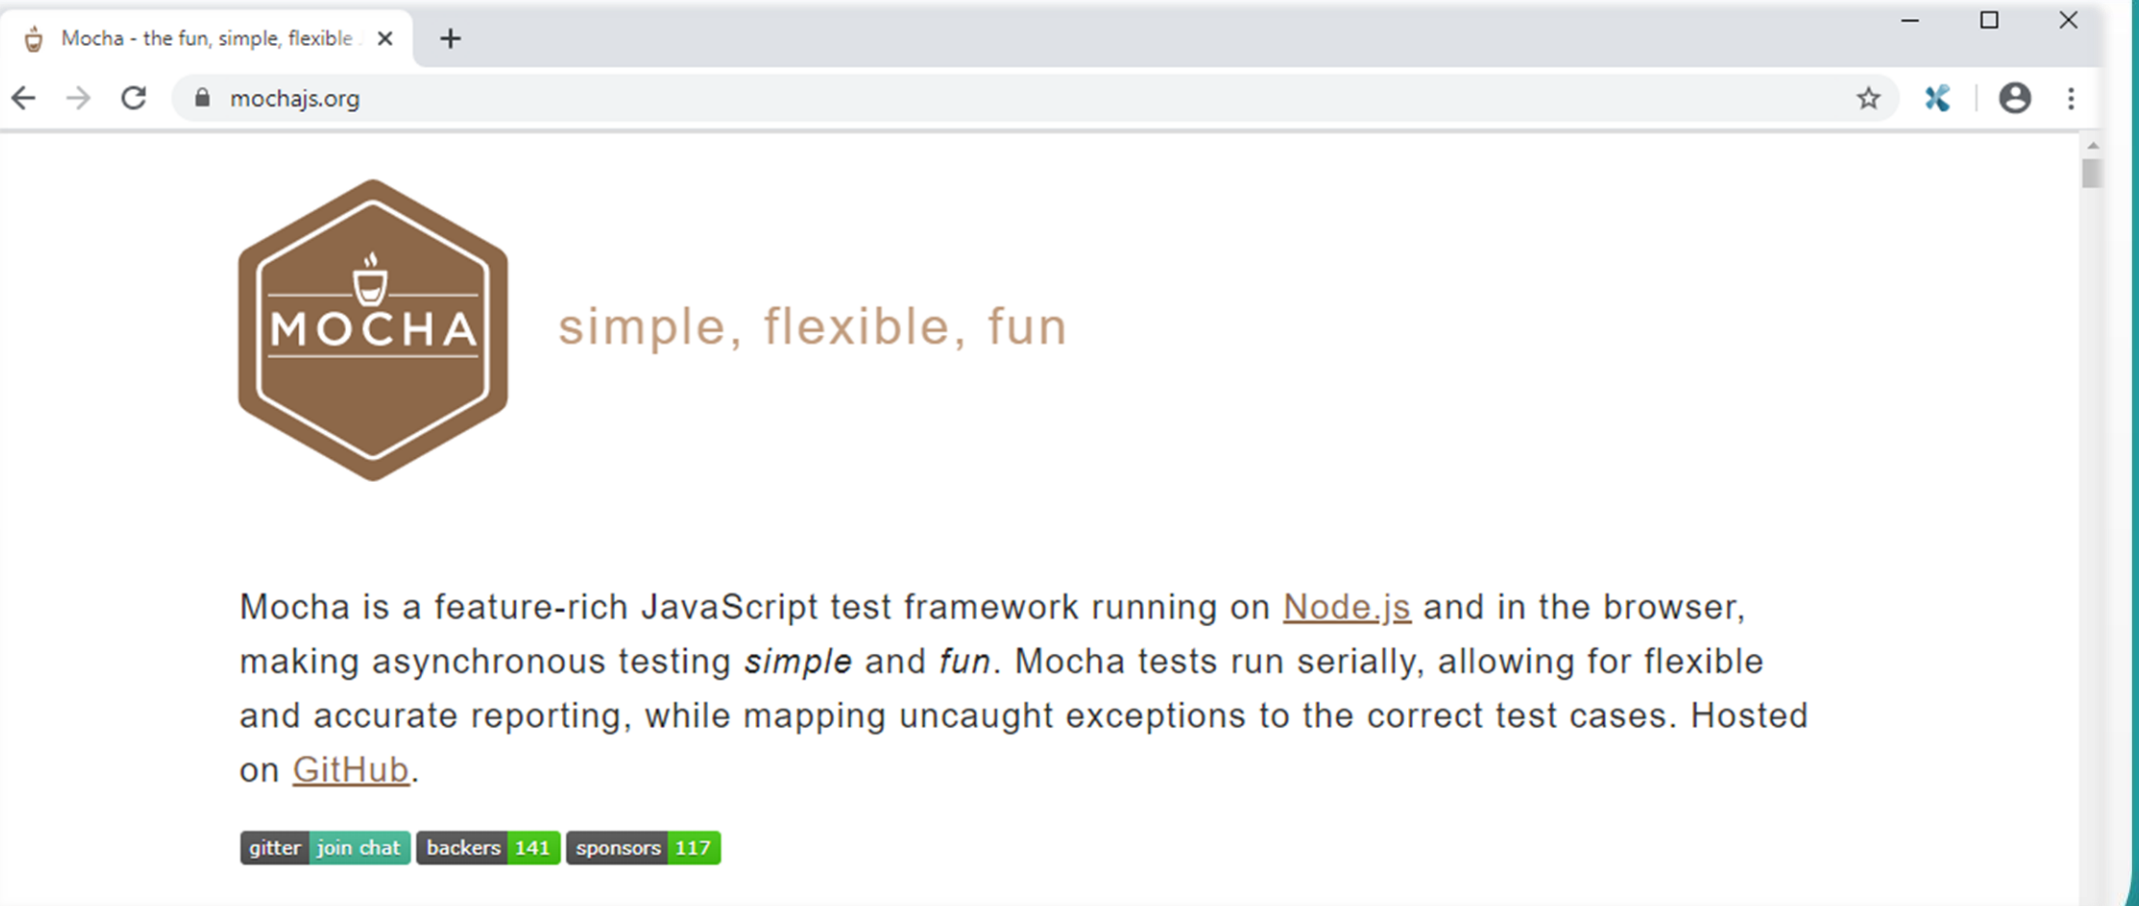 Mocha - the fun, simple, flexible
mochajs.org
MOCHA
simple, flexible, fun
Mocha is a feature-rich JavaScript test framework running on Node.js and in the browser,
making asynchronous testing simple and fun. Mocha tests run serially, allowing for flexible
and accurate reporting, while mapping uncaught exceptions to the correct test cases. Hosted
on GitHub.
gitter join chat backers 141 sponsors 117